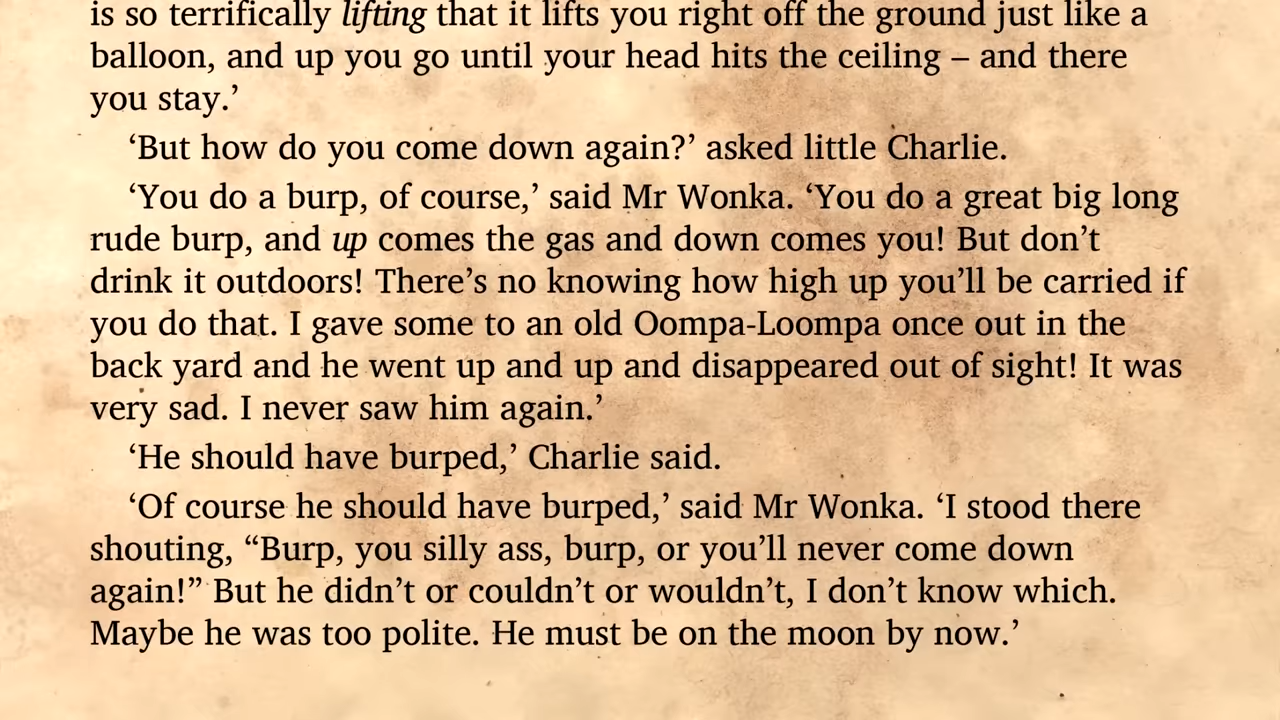 is so terrifically lifting that it lifts you right off the ground just like a
balloon, and up you go until your head hits the ceiling – and there
you stay.’
‘But how do you come down again?’ asked little Charlie.
‘You do a burp, of course,’ said Mr Wonka. ‘You do a great big long
rude burp, and up comes the gas and down comes you! But don’t
drink it outdoors! There’s no knowing how high up you’ll be carried if
you do that. I gave some to an old Oompa-Loompa once out in the
back yard and he went up and up and disappeared out of sight! It was
very sad. I never saw him again.’
‘He should have burped,’ Charlie said.
‘Of course he should have burped,’ said Mr Wonka. ‘I stood there
shouting, “Burp, you silly ass, burp, or you’ll never come down
again!” But he didn’t or couldn’t or wouldn’t, I don’t know which.
Maybe he was too polite. He must be on the moon by now.’